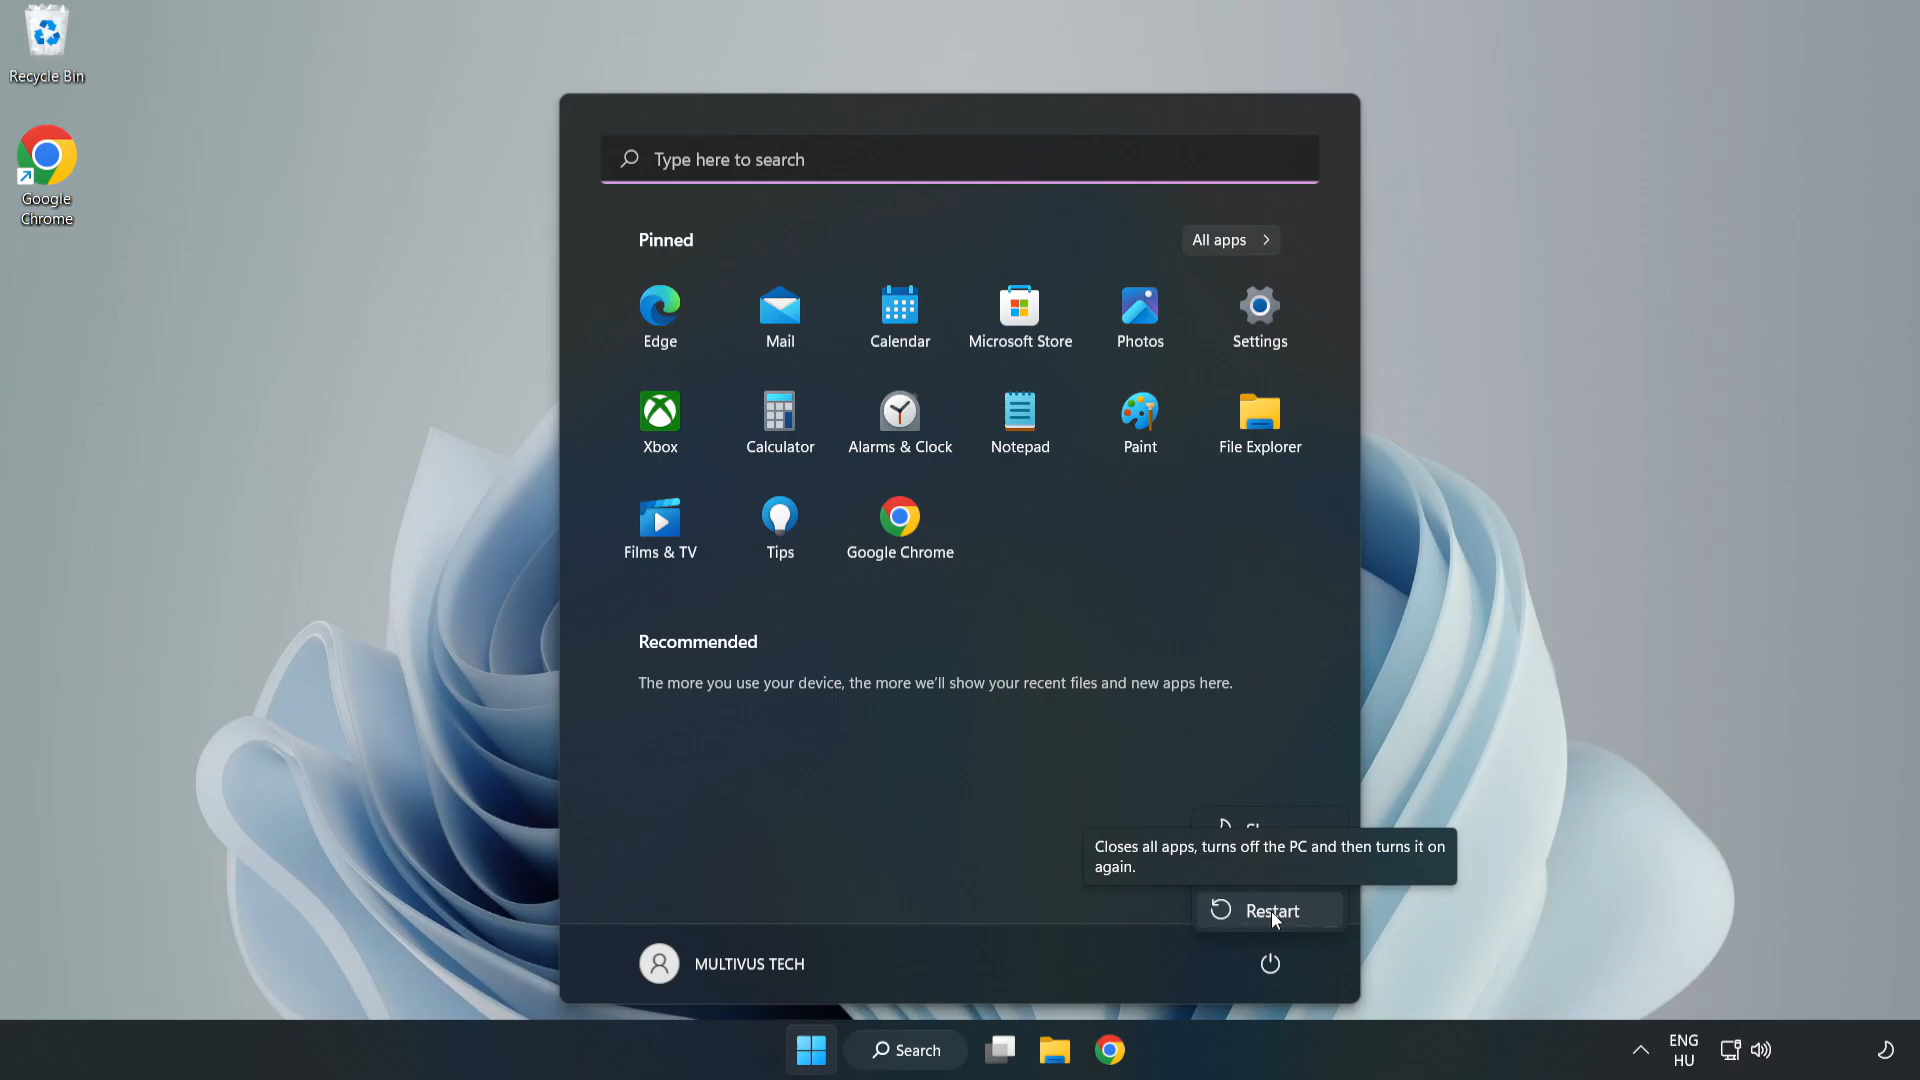 Recycle Bin
Google
Chrome
Type here to search
Pinned
All apps
Edge
Mail
Calendar
Microsoft Store
Photos
Settings
Xbox
Calculator
Alarms & Clock
Notepad
Paint
File Explorer
Films & TV
Tips
Google Chrome
Recommended
The more you use your device, the more we'll show your recent files and new apps here.
Closes all apps, turns off the PC and then turns it on
again.
Restart
MULTIVUS TECH
Search
ENG
HU